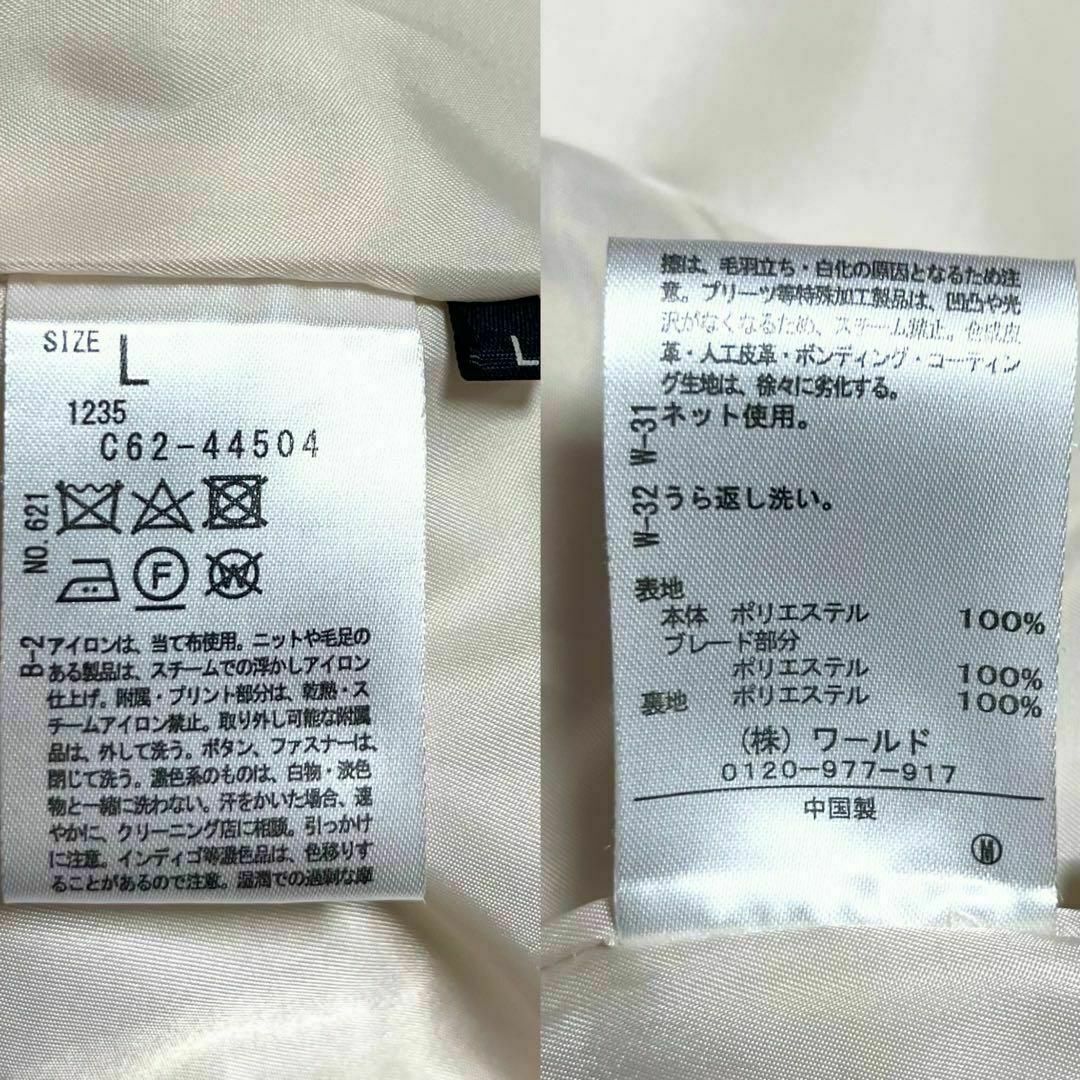 SIZE L
1235
C62-44504
NO.621
F
W
B-2
アイロンは、当て布使用。ニットや毛足の
ある製品は、スチームでの浮かしアイロン
仕上げ。附属・プリント部分は、乾熱・ス
チームアイロン禁止。取り外し可能な附属
品は、外して洗う。ボタン、ファスナーは、
閉じて洗う。濃色系のものは、白物・淡色
物と一緒に洗わない。汗をかいた場合、速
やかに、クリーニング店に相談。引っかけ
に注意。インディゴ等濃色品は、色移りす
ることがあるので注意。湿潤での過剰な摩
L
擦は、毛羽立ち・白化の原因となるため注
意。プリーツ等特殊加工製品は、凹凸や光
沢がなくなるため、スチーム禁止。合成皮
革・人工皮革・ボンディング・コーティン
グ生地は、徐々に劣化する。
W-31 ネット使用。
W-32 うら返し洗い。
表地
本体 ポリエステル 100%
ブレード部分
ポリエステル 100%
裏地 ポリエステル 100%
(株) ワールド
0120-977-917
中国製
M